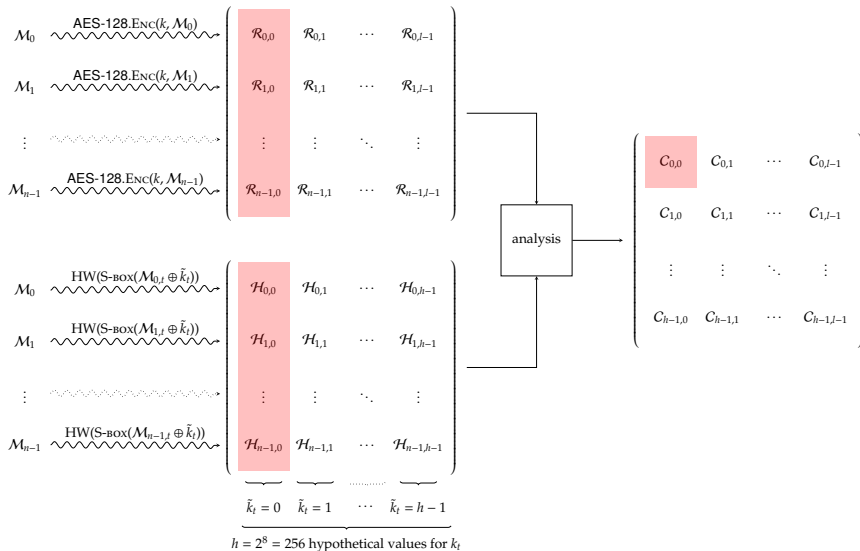 M₀ AES-128.Enc(k, M₀) R₀,₀ R₀,₁ ⋯ R₀,ₗ₋₁
M₁ AES-128.Enc(k, M₁) R₁,₀ R₁,₁ ⋯ R₁,ₗ₋₁
⋮ ⋮ ⋮ ⋱ ⋮
Mₙ₋₁ AES-128.Enc(k, Mₙ₋₁) Rₙ₋₁,₀ Rₙ₋₁,₁ ⋯ Rₙ₋₁,ₗ₋₁
M₀ HW(S-box(M₀,ₜ ⊕ k̃ₜ)) H₀,₀ H₀,₁ ⋯ H₀,ₕ₋₁
M₁ HW(S-box(M₁,ₜ ⊕ k̃ₜ)) H₁,₀ H₁,₁ ⋯ H₁,ₕ₋₁
⋮ ⋮ ⋮ ⋱ ⋮
Mₙ₋₁ HW(S-box(Mₙ₋₁,ₜ ⊕ k̃ₜ)) Hₙ₋₁,₀ Hₙ₋₁,₁ ⋯ Hₙ₋₁,ₕ₋₁
k̃ₜ = 0 k̃ₜ = 1 ⋯ k̃ₜ = h − 1
h = 2⁸ = 256 hypothetical values for kₜ
analysis
C₀,₀ C₀,₁ ⋯ C₀,ₗ₋₁
C₁,₀ C₁,₁ ⋯ C₁,ₗ₋₁
⋮ ⋮ ⋱ ⋮
Cₕ₋₁,₀ Cₕ₋₁,₁ ⋯ Cₕ₋₁,ₗ₋₁